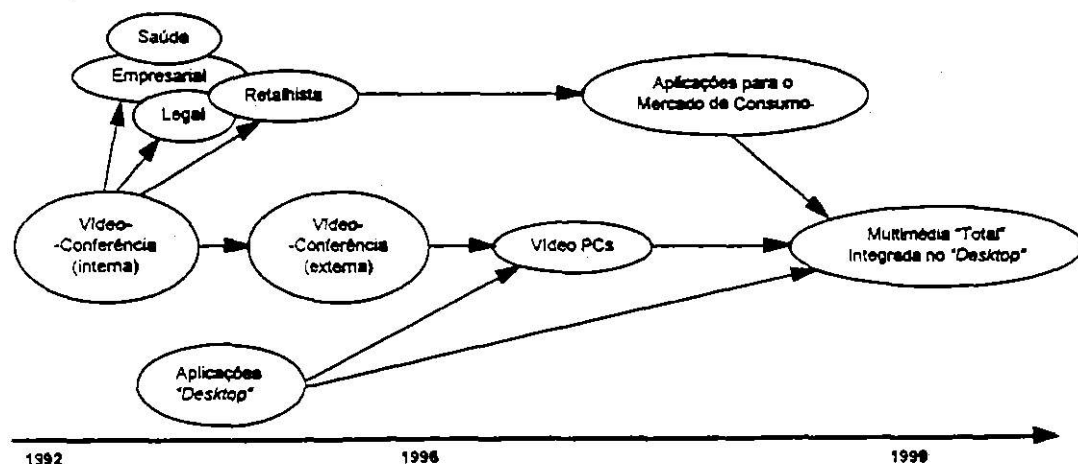 Saúde
Empresarial
Legal
Retalhista
Aplicações para o
Mercado de Consumo
Vídeo-
-Conferência
(interna)
Vídeo-
-Conferência
(externa)
Vídeo PCs
Multimédia "Total"
Integrada no "Desktop"
Aplicações
"Desktop"
1992
1996
1999